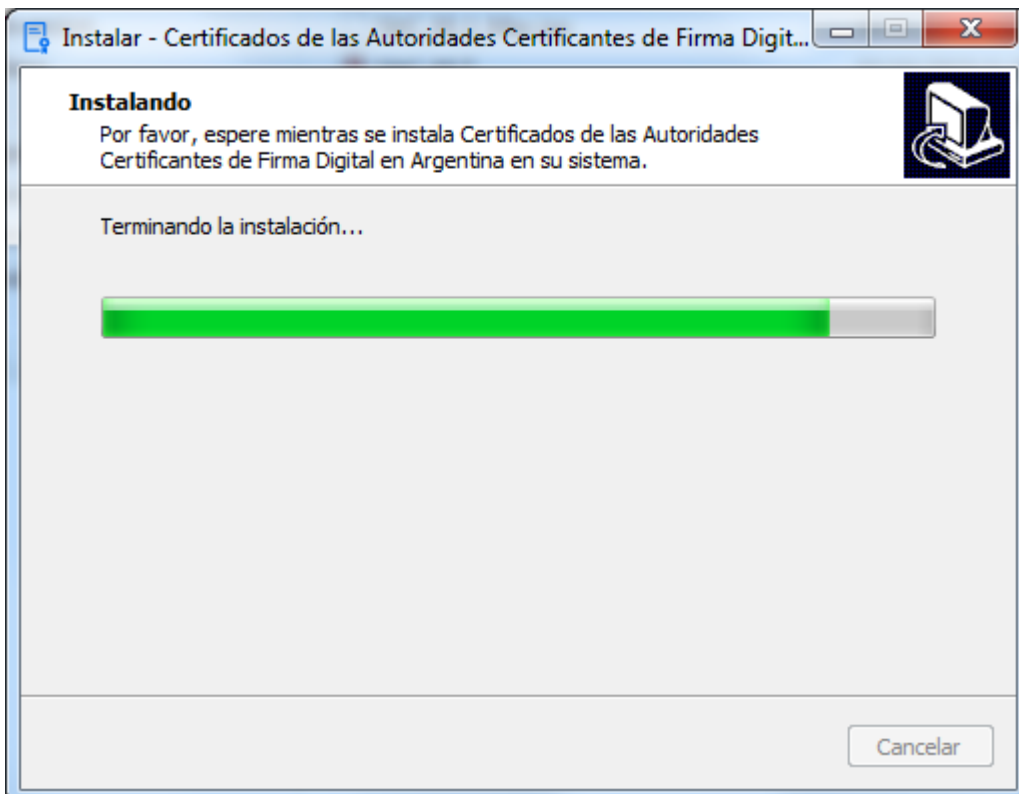 Instalar - Certificados de las Autoridades Certificantes de Firma Digit...
Instalando
Por favor, espere mientras se instala Certificados de las Autoridades
Certificantes de Firma Digital en Argentina en su sistema.
Terminando la instalación...
Cancelar